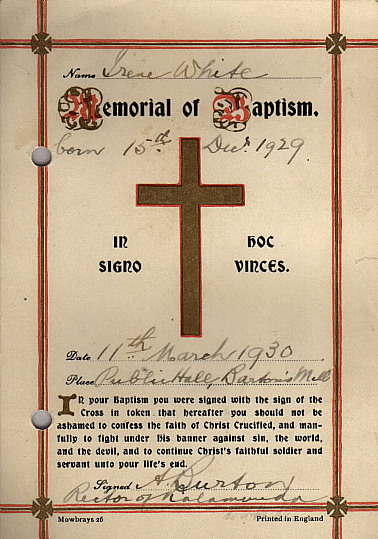 Name Irene White
Memorial of Baptism.
born 15th Decr 1929
IN HOC
SIGNO VINCES.
Date 11th March 1930
Place Public Hall, Barton's Mill
IN your Baptism you were signed with the sign of the
Cross in token that hereafter you should not be
ashamed to confess the faith of Christ Crucified, and man-
fully to fight under His banner against sin, the world,
and the devil, and to continue Christ's faithful soldier and
servant unto your life's end.
Signed A. Burton
Rector of Kalamunda
Mowbrays 26 Printed in England